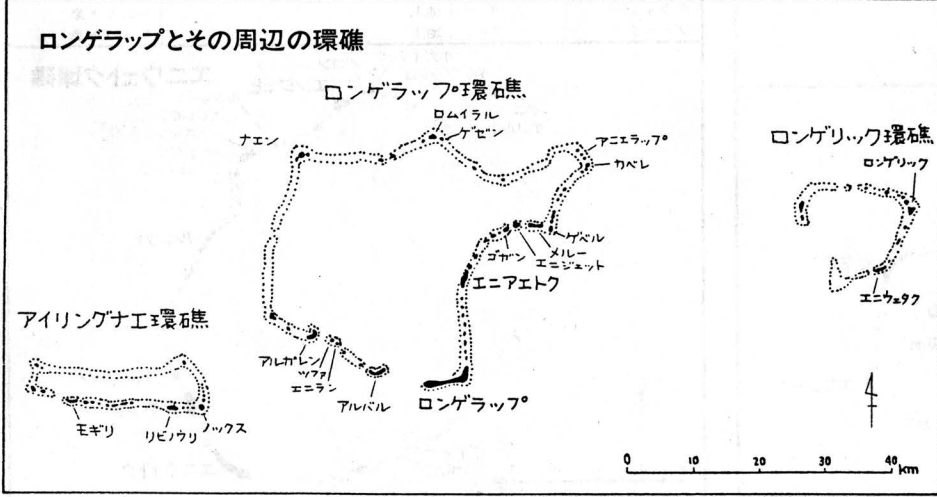 ロンゲラップとその周辺の環礁
ロンゲラップ環礁
ロムイラル
ゲゼン
ナエン
アニエラップ
カベレ
ゲベル
メルー
エニジェット
ゴガン
エニアエトク
ロンゲラップ
アルガレン
ツファ
エニラン
アルバル
ロンゲリック環礁
ロンゲリック
エニウェタク
アイリングナエ環礁
モギリ
リビノウリ
ノックス
0 10 20 30 40 km